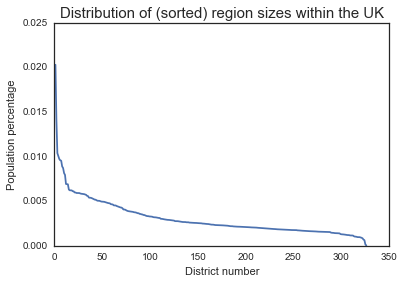 Distribution of (sorted) region sizes within the UK
0.025
0.020
0.015
0.010
0.005
0.000
Population percentage
0 50 100 150 200 250 300 350
District number